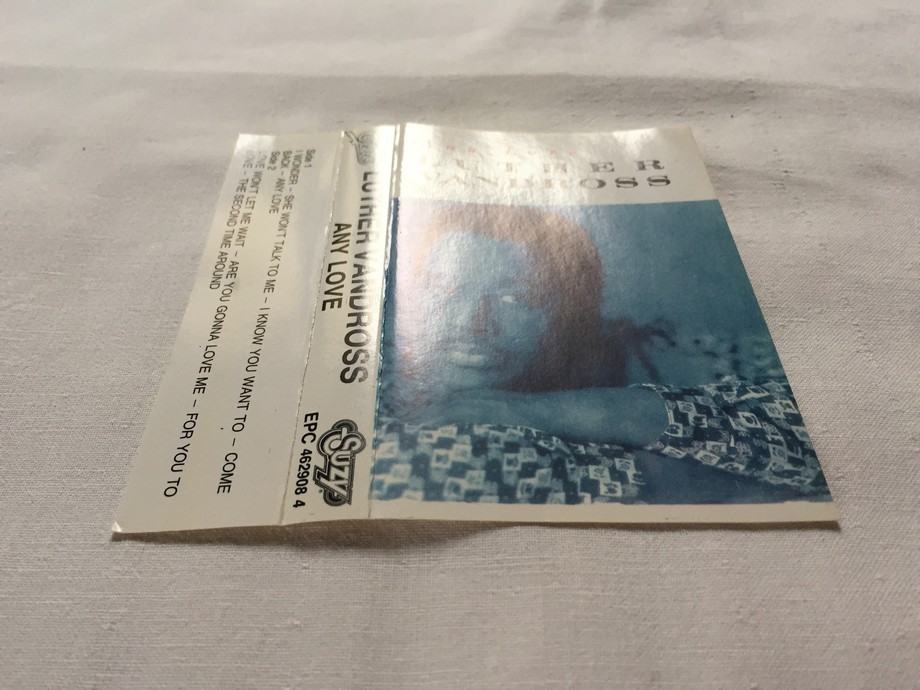 LUTHER
VANDROSS
LUTHER VANDROSS
ANY LOVE
SUZY
EPC 462908 4
Side 1
I WONDER – SHE WON'T TALK TO ME – I KNOW YOU WANT TO – COME
BACK – ANY LOVE
Side 2
LOVE WON'T LET ME WAIT – ARE YOU GONNA LOVE ME – FOR YOU TO
LOVE – THE SECOND TIME AROUND